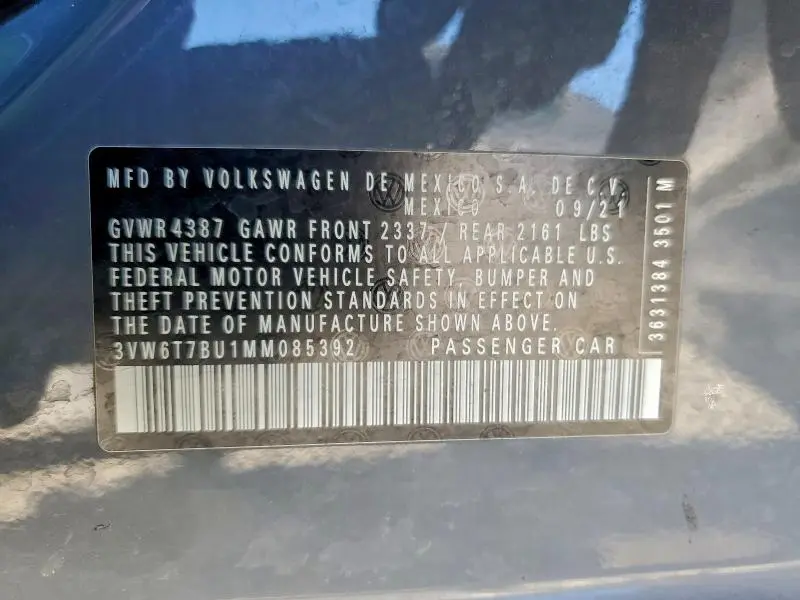 MFD BY VOLKSWAGEN DE MEXICO S.A. DE C.V.
MEXICO 09/21
GVWR 4387 GAWR FRONT 2337 / REAR 2161 LBS
THIS VEHICLE CONFORMS TO ALL APPLICABLE U.S.
FEDERAL MOTOR VEHICLE SAFETY, BUMPER AND
THEFT PREVENTION STANDARDS IN EFFECT ON
THE DATE OF MANUFACTURE SHOWN ABOVE.
3VW6T7BU1MM085392 PASSENGER CAR
3631384 3501 M